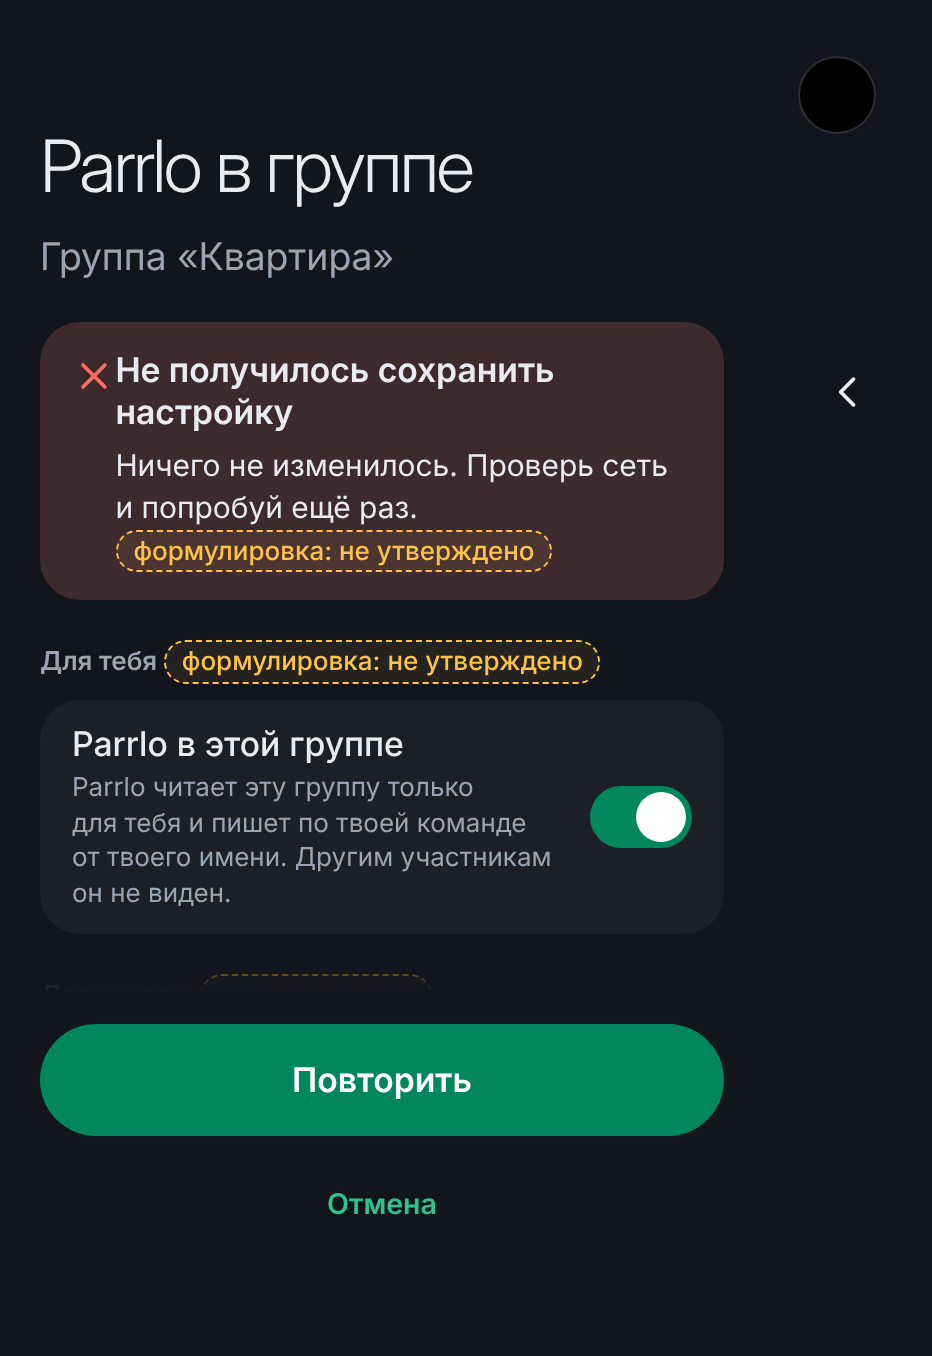 Parrlo в группе
Группа «Квартира»
Не получилось сохранить
настройку
Ничего не изменилось. Проверь сеть
и попробуй ещё раз.
формулировка: не утверждено
Для тебя формулировка: не утверждено
Parrlo в этой группе
Parrlo читает эту группу только
для тебя и пишет по твоей команде
от твоего имени. Другим участникам
он не виден.
Повторить
Отмена